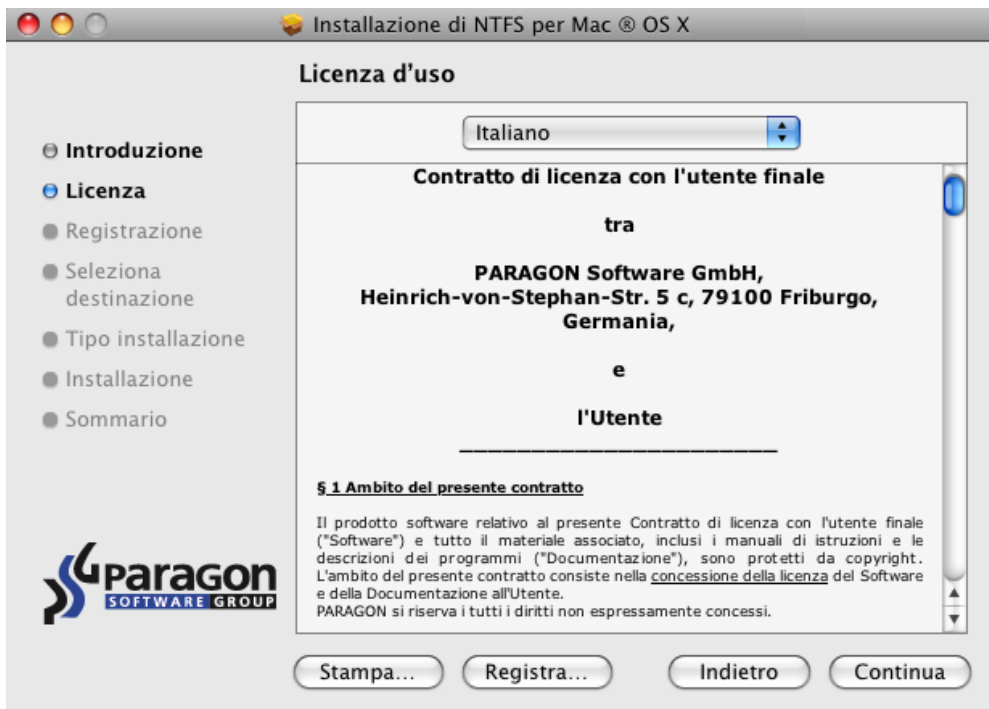 Installazione di NTFS per Mac ® OS X
Licenza d’uso
Introduzione
Licenza
Registrazione
Seleziona
destinazione
Tipo installazione
Installazione
Sommario
paragon
SOFTWARE GROUP
Italiano
Contratto di licenza con l'utente finale
tra
PARAGON Software GmbH,
Heinrich-von-Stephan-Str. 5 c, 79100 Friburgo,
Germania,
e
l'Utente
§ 1 Ambito del presente contratto
Il prodotto software relativo al presente Contratto di licenza con l'utente finale
("Software") e tutto il materiale associato, inclusi i manuali di istruzioni e le
descrizioni dei programmi ("Documentazione"), sono protetti da copyright.
L'ambito del presente contratto consiste nella concessione della licenza del Software
e della Documentazione all'Utente.
PARAGON si riserva i tutti i diritti non espressamente concessi.
Stampa...
Registra...
Indietro
Continua